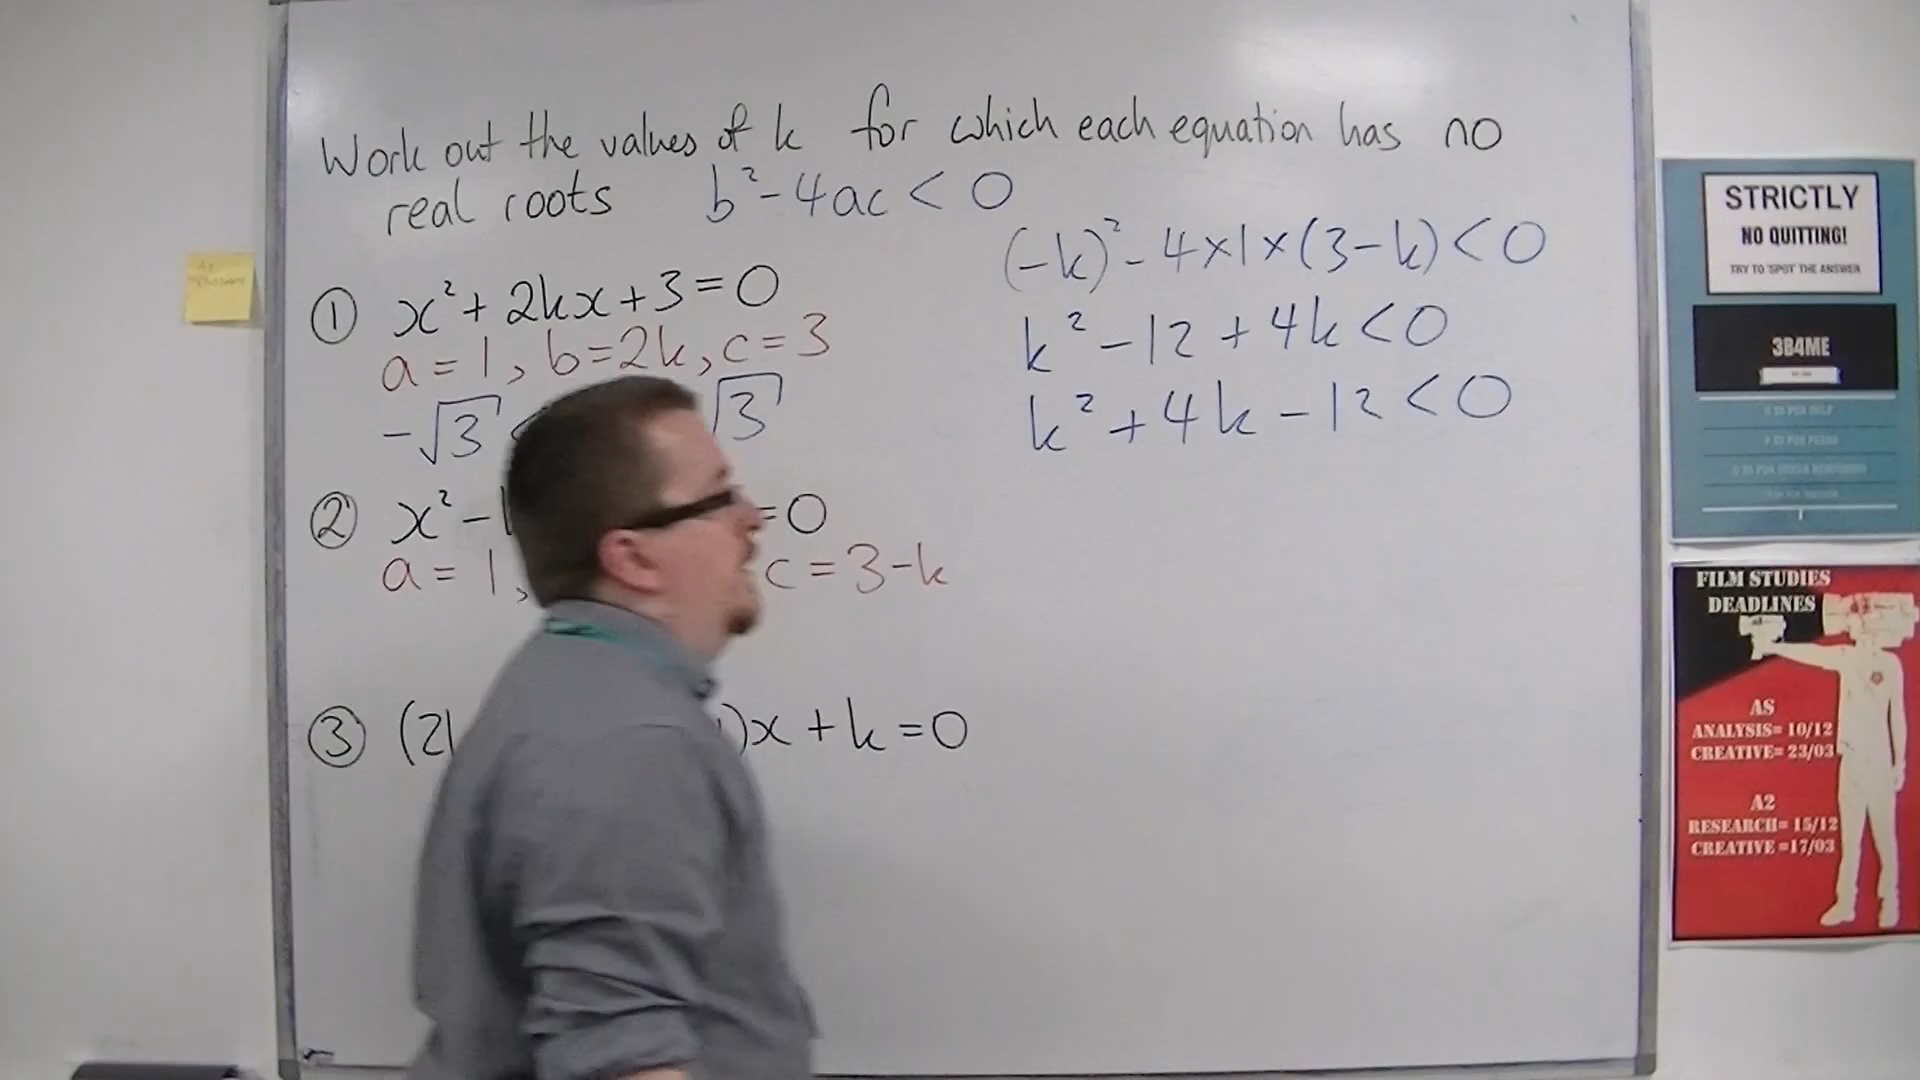 Work out the values of k for which each equation has no
real roots b² - 4ac < 0
① x² + 2kx + 3 = 0
a = 1, b = 2k, c = 3
-√3 < √3
② x² - = 0
a = 1, c = 3 - k
③ (2 )x + k = 0
(-k)² - 4 × 1 × (3 - k) < 0
k² - 12 + 4k < 0
k² + 4k - 12 < 0
STRICTLY
NO QUITTING!
TRY TO 'SPOT' THE ANSWER
3B4ME
FILM STUDIES
DEADLINES
AS
ANALYSIS= 10/12
CREATIVE= 23/03
A2
RESEARCH= 15/12
CREATIVE =17/03